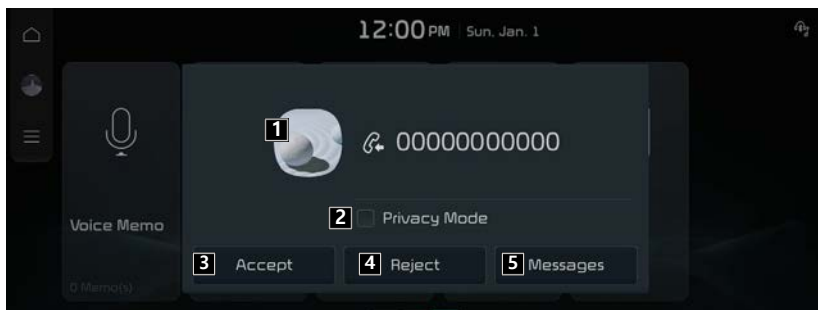 12:00 PM Sun. Jan. 1
1
00000000000
2 Privacy Mode
Voice Memo
3 Accept
4 Reject
5 Messages
0 Memo(s)